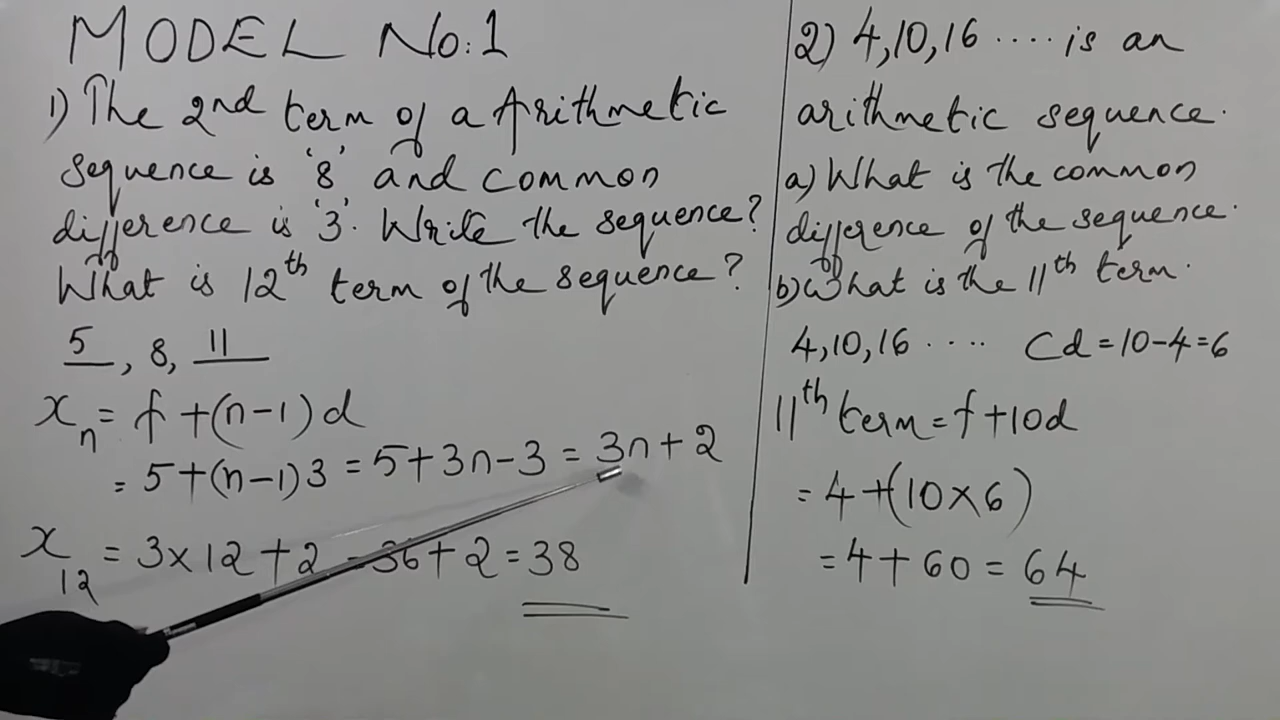 MODEL No:1
1) The 2nd term of a Arithmetic
sequence is '8' and common
difference is '3'. Write the sequence?
What is 12th term of the sequence?
5, 8, 11
xn = f+(n-1)d
= 5+(n-1)3 = 5+3n-3 = 3n+2
x12 = 3×12+2 = 36+2 = 38
2) 4,10,16 .... is an
arithmetic sequence.
a) What is the common
difference of the sequence.
b) What is the 11th term.
4,10,16 .... Cd=10-4=6
11th term = f+10d
= 4+(10×6)
= 4+60 = 64